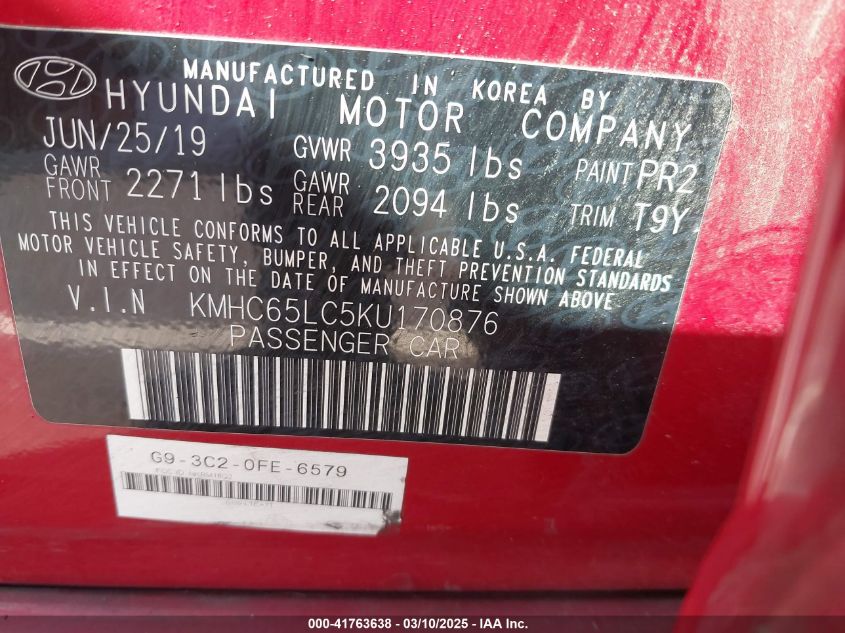 MANUFACTURED IN KOREA BY
HYUNDAI MOTOR COMPANY
JUN/25/19 GVWR 3935 lbs PAINT PR2
GAWR FRONT 2271 lbs GAWR REAR 2094 lbs TRIM T9Y
THIS VEHICLE CONFORMS TO ALL APPLICABLE U.S.A. FEDERAL
MOTOR VEHICLE SAFETY, BUMPER, AND THEFT PREVENTION STANDARDS
IN EFFECT ON THE DATE OF MANUFACTURE SHOWN ABOVE
V.I.N KMHC65LC5KU170876
PASSENGER CAR
G9-3C2-0FE-6579
000-41763638 - 03/10/2025 - IAA Inc.